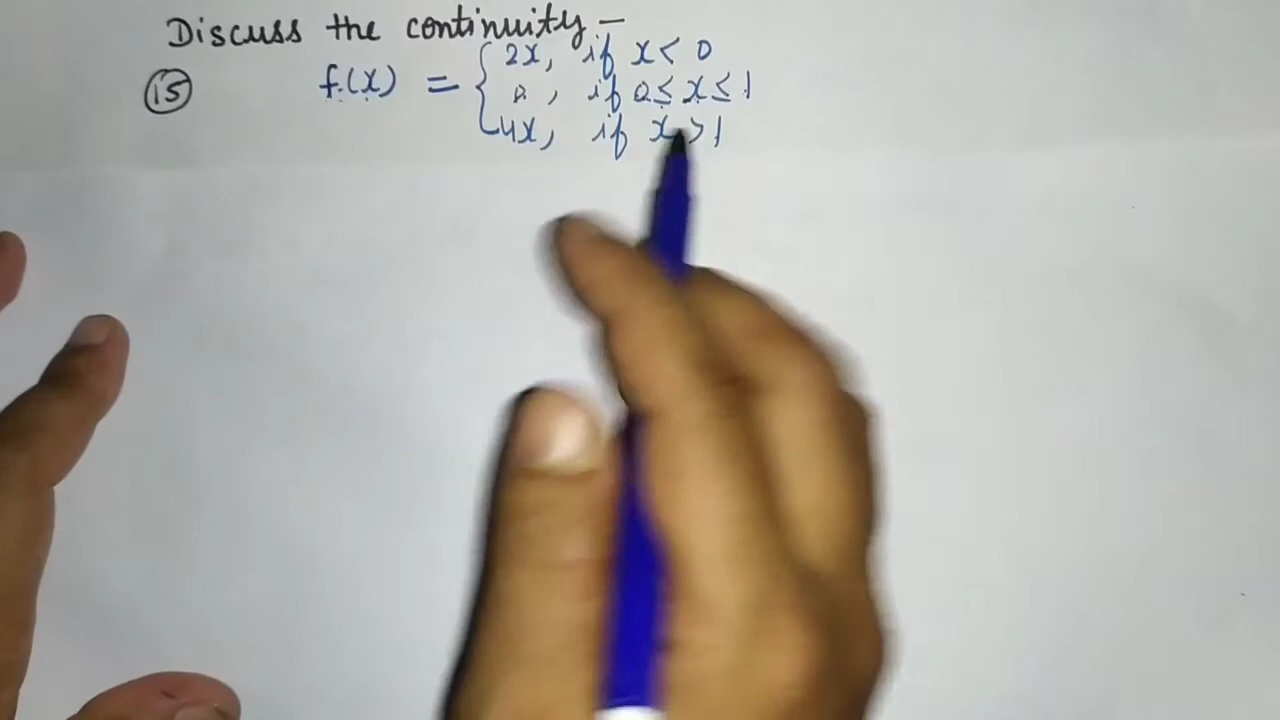 Discuss the continuity –
15 f(x) = { 2x, if x < 0
0, if 0 ≤ x ≤ 1
4x, if x > 1